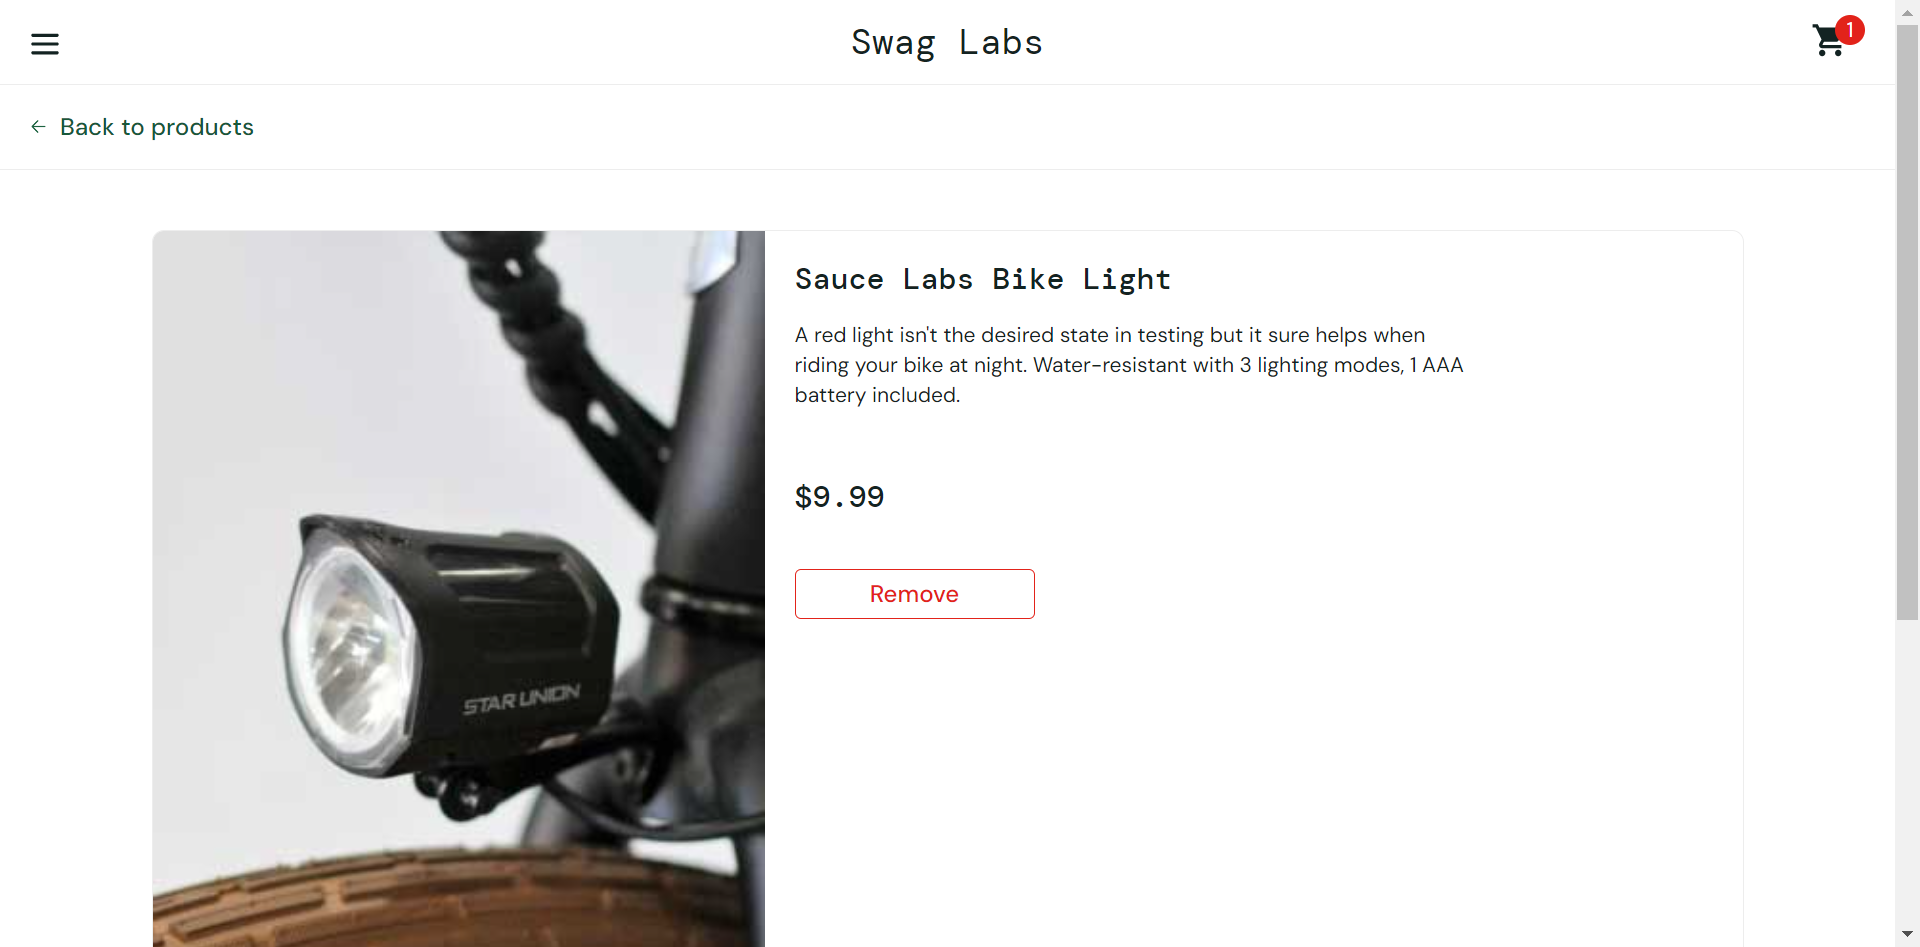 Swag Labs
1
Back to products
Sauce Labs Bike Light
A red light isn't the desired state in testing but it sure helps when
riding your bike at night. Water-resistant with 3 lighting modes, 1 AAA
battery included.
$9.99
Remove
STAR UNION